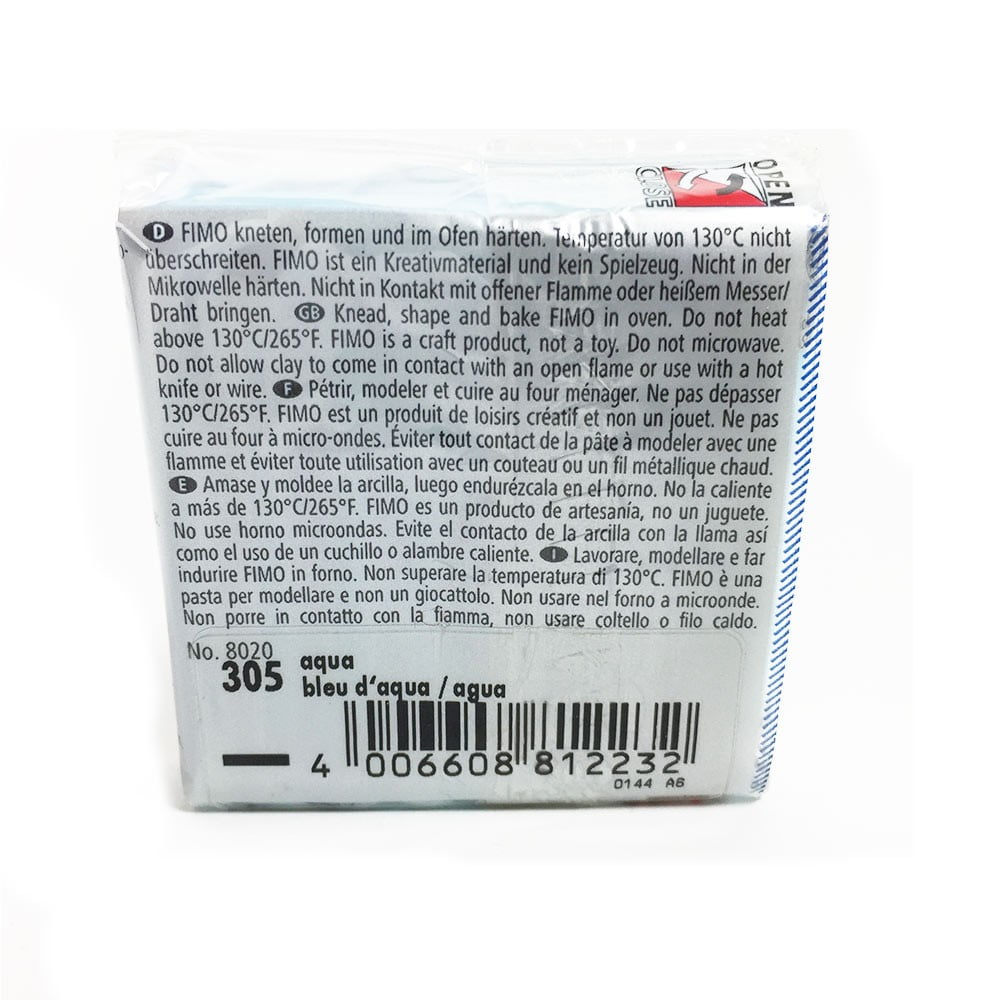 OPEN
CLOSE
D FIMO kneten, formen und im Ofen härten. Temperatur von 130°C nicht
überschreiten. FIMO ist ein Kreativmaterial und kein Spielzeug. Nicht in der
Mikrowelle härten. Nicht in Kontakt mit offener Flamme oder heißem Messer/
Draht bringen. GB Knead, shape and bake FIMO in oven. Do not heat
above 130°C/265°F. FIMO is a craft product, not a toy. Do not microwave.
Do not allow clay to come in contact with an open flame or use with a hot
knife or wire. F Pétrir, modeler et cuire au four ménager. Ne pas dépasser
130°C/265°F. FIMO est un produit de loisirs créatif et non un jouet. Ne pas
cuire au four à micro-ondes. Éviter tout contact de la pâte à modeler avec une
flamme et éviter toute utilisation avec un couteau ou un fil métallique chaud.
E Amase y moldee la arcilla, luego endurézcala en el horno. No la caliente
a más de 130°C/265°F. FIMO es un producto de artesanía, no un juguete.
No use horno microondas. Evite el contacto de la arcilla con la llama así
como el uso de un cuchillo o alambre caliente. I Lavorare, modellare e far
indurire FIMO in forno. Non superare la temperatura di 130°C. FIMO è una
pasta per modellare e non un giocattolo. Non usare nel forno a microonde.
Non porre in contatto con la fiamma, non usare coltello o filo caldo.
No. 8020
305 aqua
bleu d'aqua / agua
4 006608 812232
0144 A6